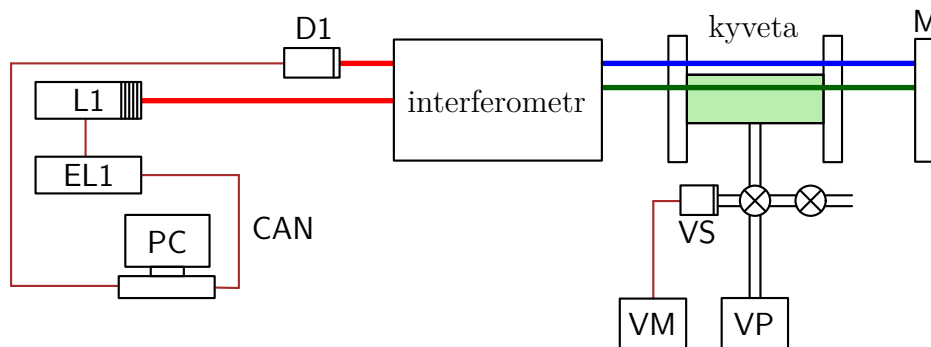 D1
kyveta
M
L1
interferometr
EL1
PC
CAN
VS
VM
VP